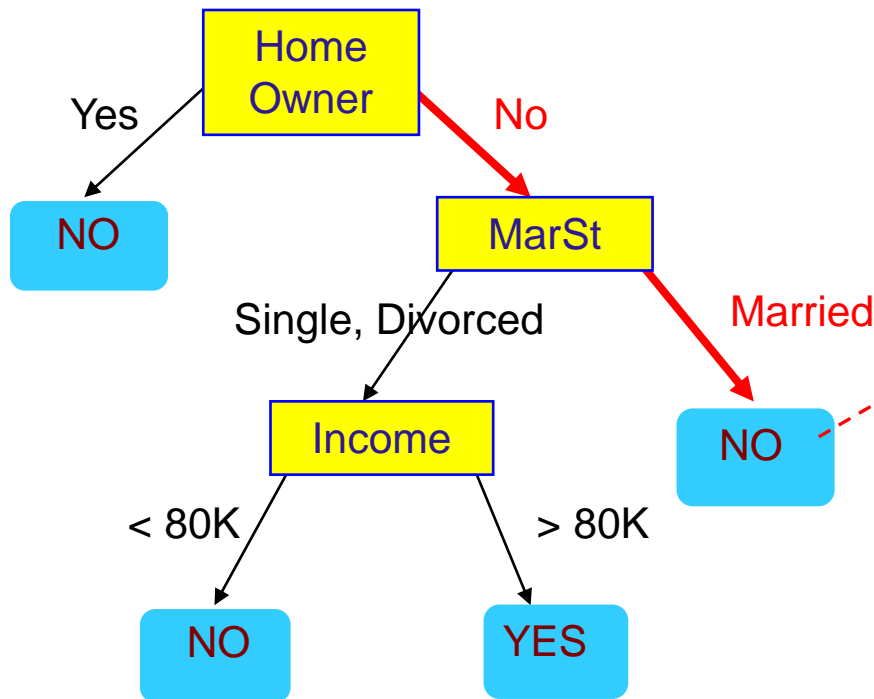 Home
Owner
Yes
No
NO
MarSt
Single, Divorced
Married
Income
NO
< 80K
> 80K
NO
YES